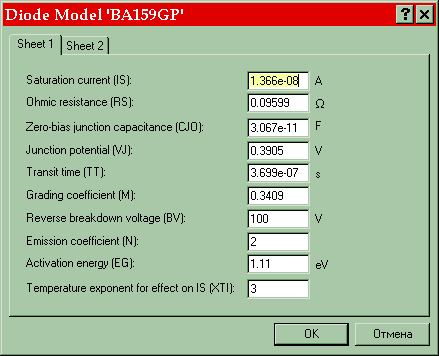 Diode Model 'BA159GP'
Sheet 1 Sheet 2
Saturation current (IS): 1.366e-08 A
Ohmic resistance (RS): 0.09599 Ω
Zero-bias junction capacitance (CJO): 3.067e-11 F
Junction potential (VJ): 0.3905 V
Transit time (TT): 3.699e-07 s
Grading coefficient (M): 0.3409
Reverse breakdown voltage (BV): 100 V
Emission coefficient (N): 2
Activation energy (EG): 1.11 eV
Temperature exponent for effect on IS (XTI): 3
OK Отмена